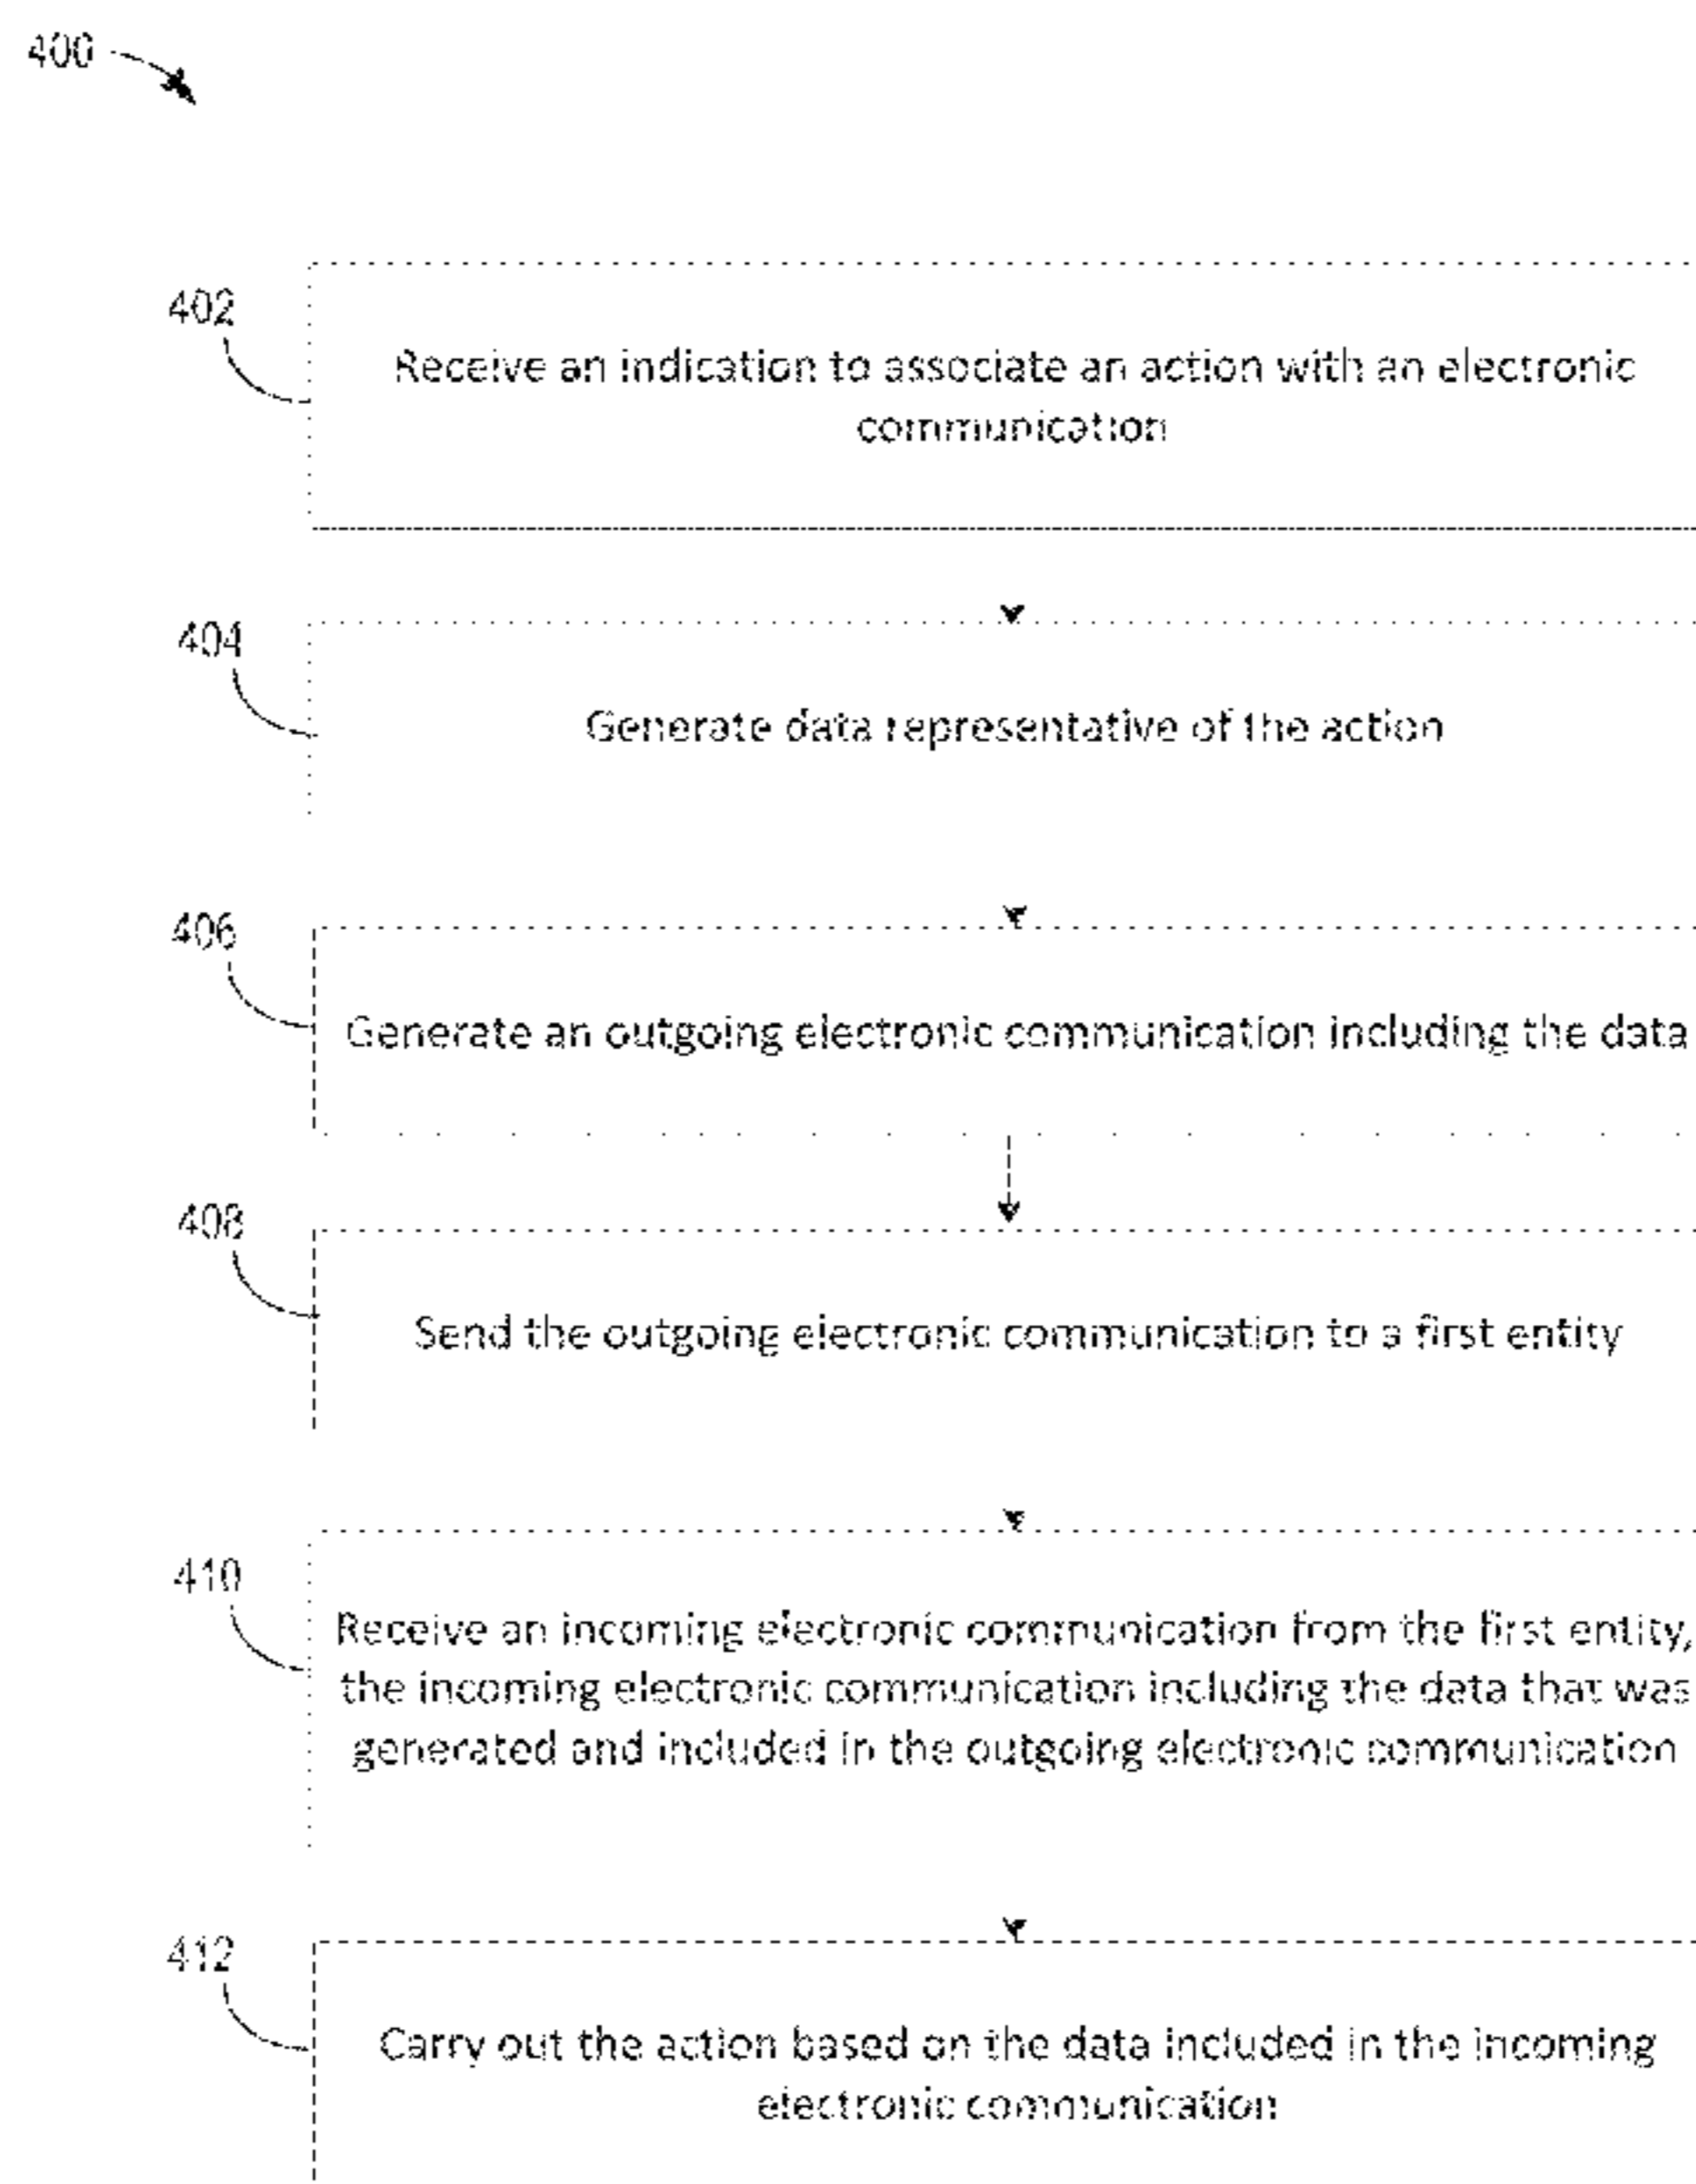 400
402
Receive an indication to associate an action with an electronic
communication
404
Generate data representative of the action
406
Generate an outgoing electronic communication including the data
408
Send the outgoing electronic communication to a first entity
410
Receive an incoming electronic communication from the first entity,
the incoming electronic communication including the data that was
generated and included in the outgoing electronic communication
412
Carry out the action based on the data included in the incoming
electronic communication